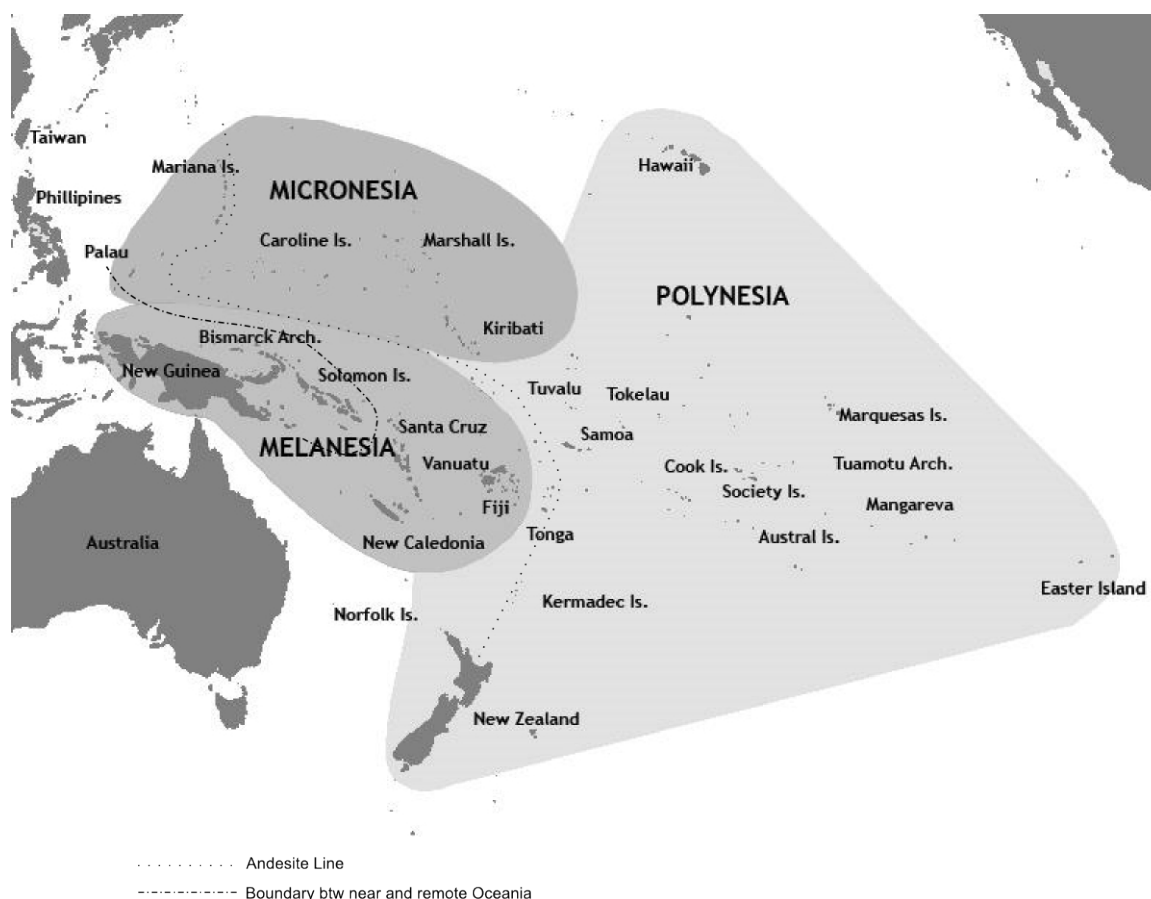 Taiwan
Mariana Is.
Hawaii
MICRONESIA
Phillipines
Caroline Is.
Marshall Is.
Palau
POLYNESIA
Kiribati
Bismarck Arch.
New Guinea
Solomon Is.
Tuvalu
Tokelau
Marquesas Is.
Santa Cruz
Samoa
MELANESIA
Vanuatu
Cook Is.
Tuamotu Arch.
Society Is.
Fiji
Mangareva
Tonga
Austral Is.
Australia
New Caledonia
Easter Island
Kermadec Is.
Norfolk Is.
New Zealand
Andesite Line
Boundary btw near and remote Oceania